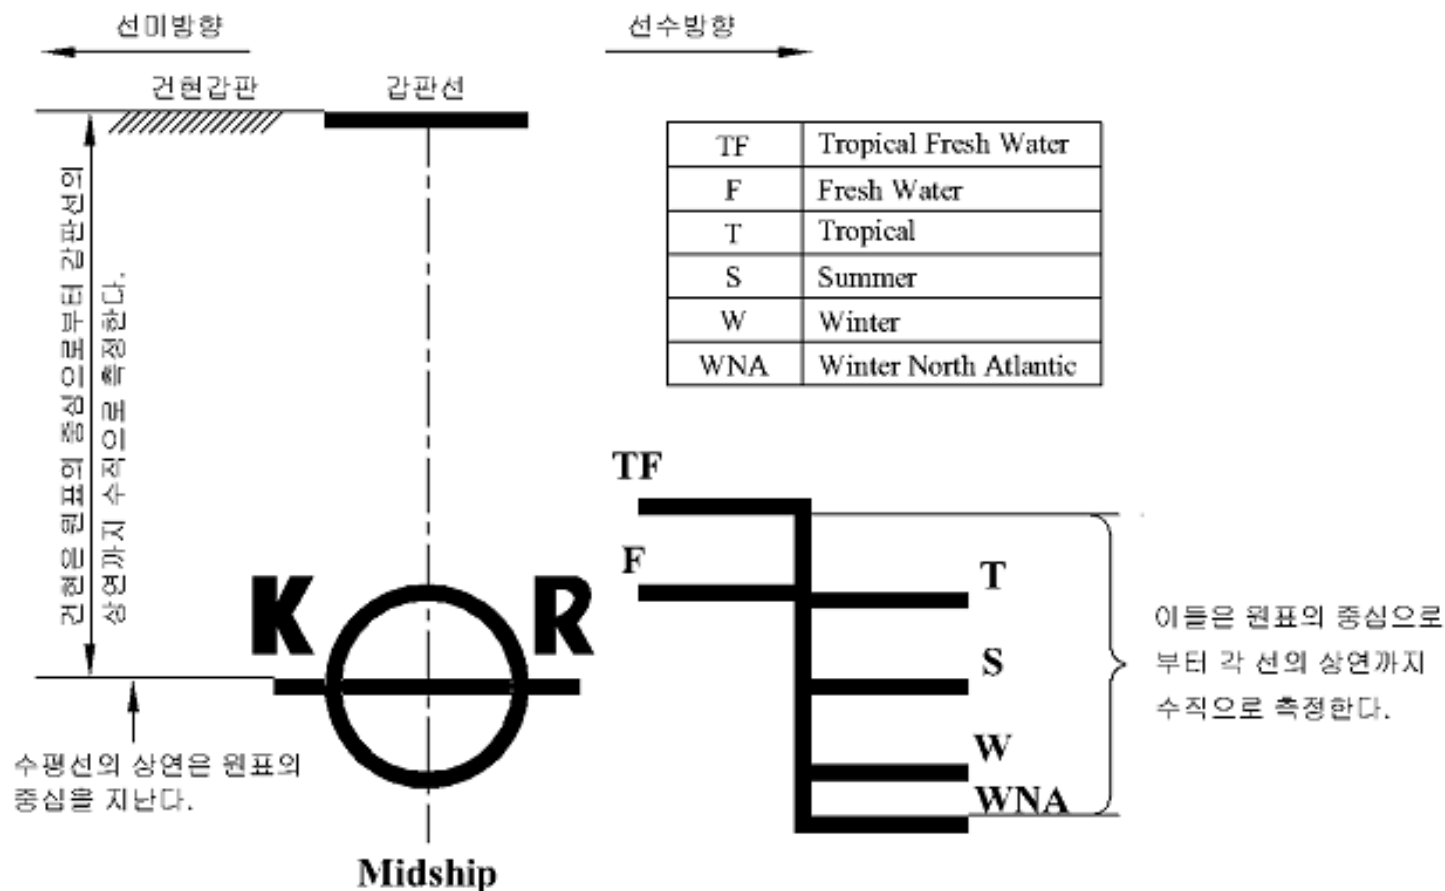 선미방향
선수방향
건현갑판
갑판선
TF Tropical Fresh Water
F Fresh Water
T Tropical
S Summer
W Winter
WNA Winter North Atlantic
건현은 원표의 중심으로부터 갑판선의
상연까지 수직으로 측정한다.
TF
F
T
K R
S
W
WNA
이들은 원표의 중심으로
부터 각 선의 상연까지
수직으로 측정한다.
수평선의 상연은 원표의
중심을 지난다.
Midship